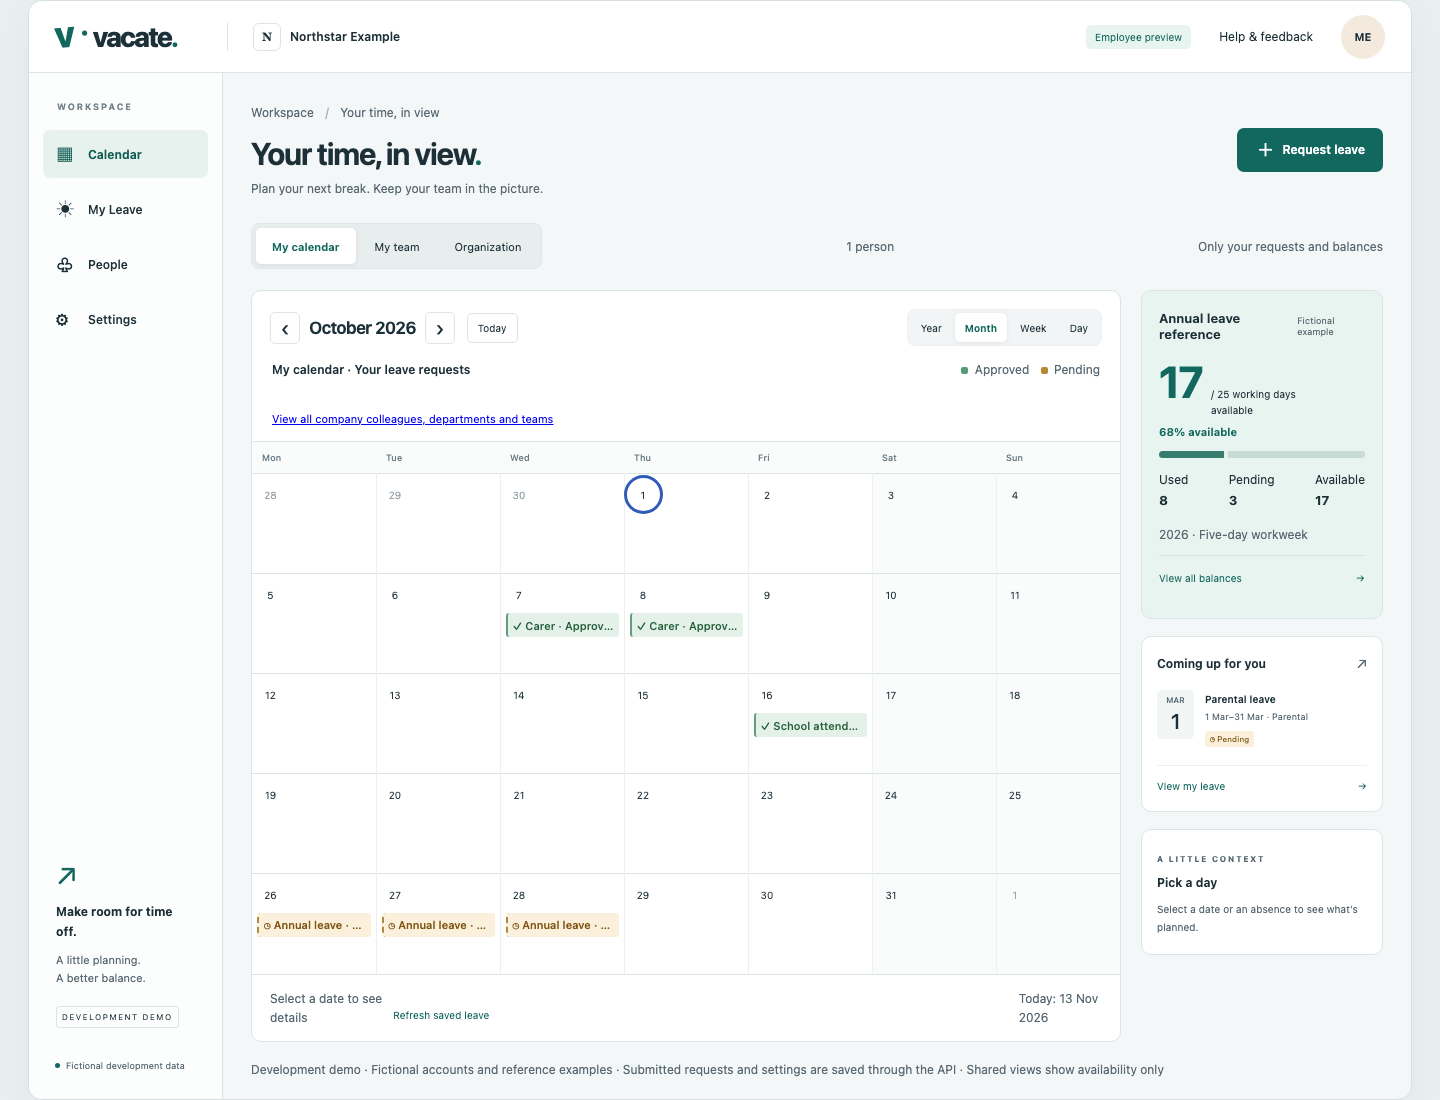 V vacate.
N Northstar Example
Employee preview
Help & feedback
ME
WORKSPACE
Calendar
My Leave
People
Settings
Make room for time
off.
A little planning.
A better balance.
DEVELOPMENT DEMO
Fictional development data
Workspace / Your time, in view
Your time, in view.
Plan your next break. Keep your team in the picture.
+ Request leave
My calendar My team Organization
1 person
Only your requests and balances
‹ October 2026 › Today
Year Month Week Day
My calendar · Your leave requests
Approved Pending
View all company colleagues, departments and teams
Mon Tue Wed Thu Fri Sat Sun
28 29 30 1 2 3 4
5 6 7 8 9 10 11
✓ Carer · Approv... ✓ Carer · Approv...
12 13 14 15 16 17 18
✓ School attend...
19 20 21 22 23 24 25
26 27 28 29 30 31 1
Annual leave · ... Annual leave · ... Annual leave · ...
Select a date to see
details
Refresh saved leave
Today: 13 Nov
2026
Annual leave
reference
Fictional
example
17 / 25 working days
available
68% available
Used Pending Available
8 3 17
2026 · Five-day workweek
View all balances →
Coming up for you ↗
MAR
1
Parental leave
1 Mar–31 Mar · Parental
Pending
View my leave →
A LITTLE CONTEXT
Pick a day
Select a date or an absence to see what's
planned.
Development demo · Fictional accounts and reference examples · Submitted requests and settings are saved through the API · Shared views show availability only